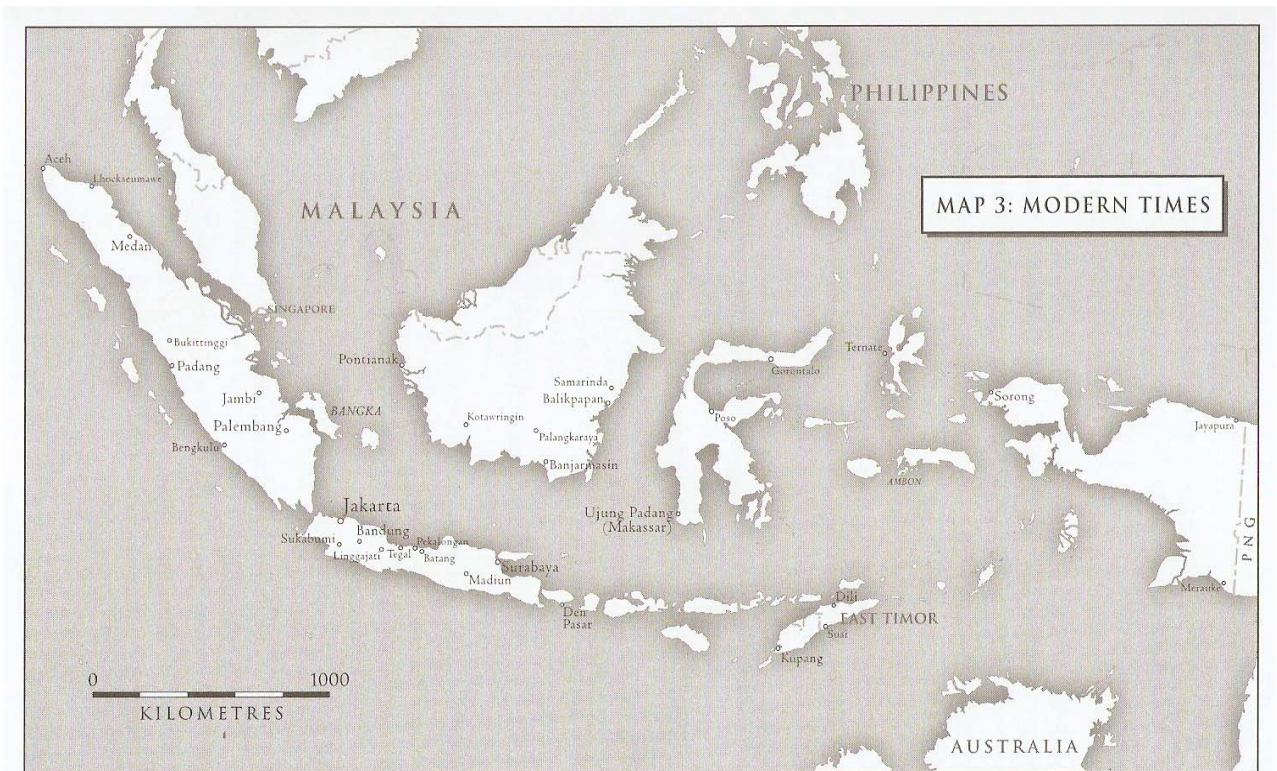 PHILIPPINES
MAP 3: MODERN TIMES
Aceh
Lhockseumawe
MALAYSIA
Medan
SINGAPORE
Bukittinggi
Padang
Pontianak
Ternate
Gorontalo
Jambi
BANGKA
Samarinda
Balikpapan
Sorong
Palembang
Kotawringin
Poso
Jayapura
Bengkulu
Palangkaraya
Banjarmasin
AMBON
Jakarta
Ujung Padang
(Makassar)
Sukabumi
Bandung
Pekalongan
Linggajati
Tegal
Batang
Surabaya
Madiun
PNG
Merauke
Den
Pasar
Dili
EAST TIMOR
Suai
Kupang
0 1000
KILOMETRES
AUSTRALIA